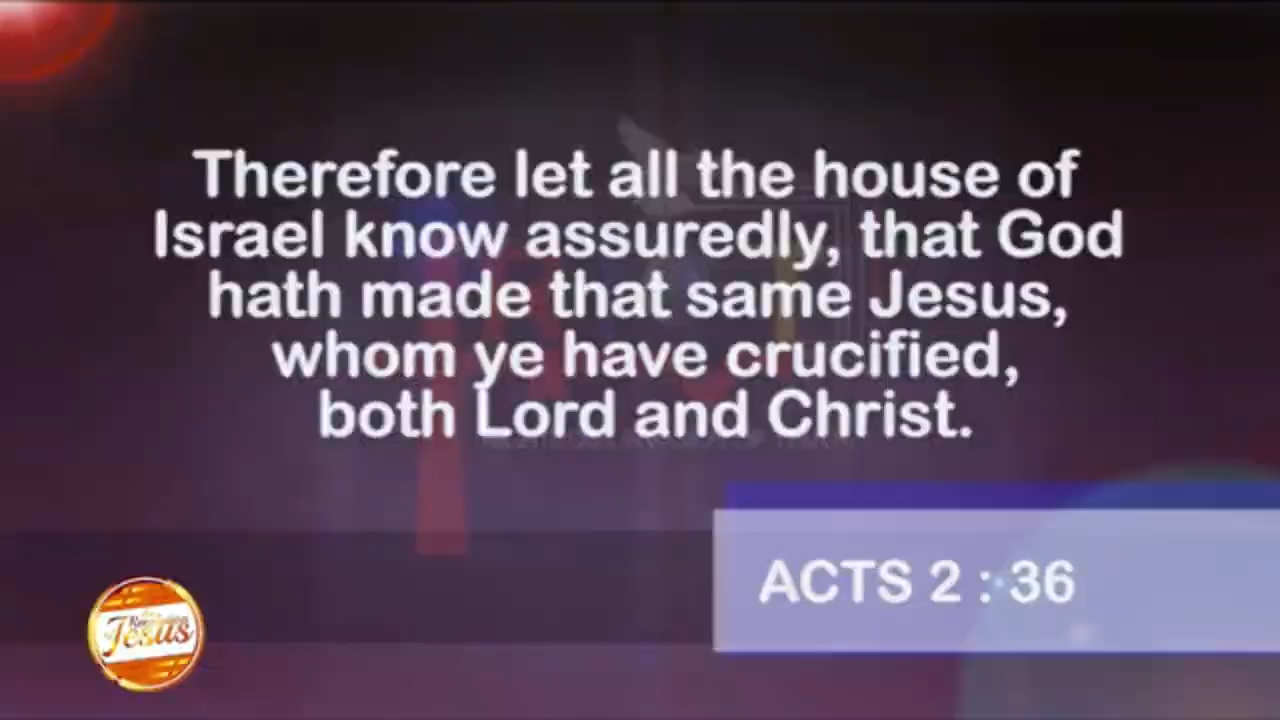 Therefore let all the house of
Israel know assuredly, that God
hath made that same Jesus,
whom ye have crucified,
both Lord and Christ.
ACTS 2 : 36
Jesus